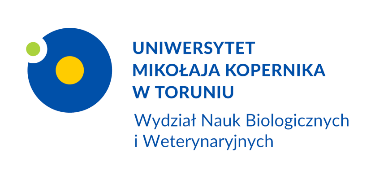 UNIWERSYTET
MIKOŁAJA KOPERNIKA
W TORUNIU
Wydział Nauk Biologicznych
i Weterynaryjnych